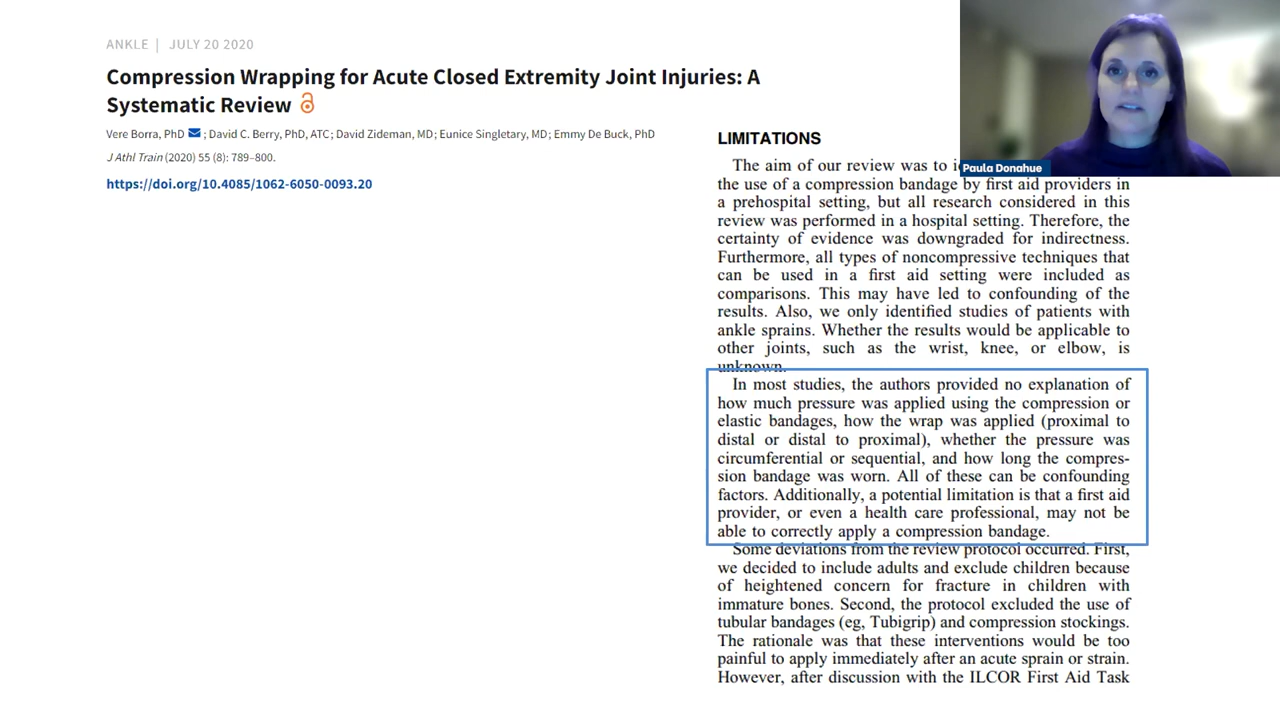 ANKLE | JULY 20 2020
Compression Wrapping for Acute Closed Extremity Joint Injuries: A
Systematic Review
Vere Borra, PhD ; David C. Berry, PhD, ATC; David Zideman, MD; Eunice Singletary, MD; Emmy De Buck, PhD
J Athl Train (2020) 55 (8): 789–800.
https://doi.org/10.4085/1062-6050-0093.20
Paula Donahue
LIMITATIONS
The aim of our review was to
the use of a compression bandage by first aid providers in
a prehospital setting, but all research considered in this
review was performed in a hospital setting. Therefore, the
certainty of evidence was downgraded for indirectness.
Furthermore, all types of noncompressive techniques that
can be used in a first aid setting were included as
comparisons. This may have led to confounding of the
results. Also, we only identified studies of patients with
ankle sprains. Whether the results would be applicable to
other joints, such as the wrist, knee, or elbow, is
unknown.
In most studies, the authors provided no explanation of
how much pressure was applied using the compression or
elastic bandages, how the wrap was applied (proximal to
distal or distal to proximal), whether the pressure was
circumferential or sequential, and how long the compres-
sion bandage was worn. All of these can be confounding
factors. Additionally, a potential limitation is that a first aid
provider, or even a health care professional, may not be
able to correctly apply a compression bandage.
Some deviations from the review protocol occurred. First,
we decided to include adults and exclude children because
of heightened concern for fracture in children with
immature bones. Second, the protocol excluded the use of
tubular bandages (eg, Tubigrip) and compression stockings.
The rationale was that these interventions would be too
painful to apply immediately after an acute sprain or strain.
However, after discussion with the ILCOR First Aid Task